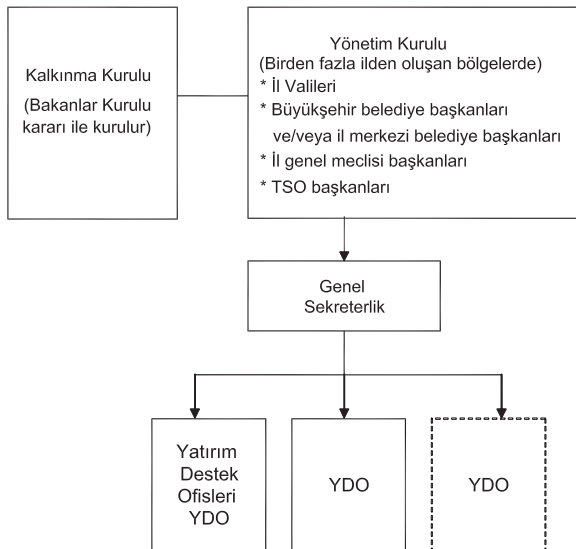 Kalkınma Kurulu
(Bakanlar Kurulu
kararı ile kurulur)
Yönetim Kurulu
(Birden fazla ilden oluşan bölgelerde)
* İl Valileri
* Büyükşehir belediye başkanları
ve/veya il merkezi belediye başkanları
* İl genel meclisi başkanları
* TSO başkanları
Genel
Sekreterlik
Yatırım
Destek
Ofisleri
YDO
YDO
YDO